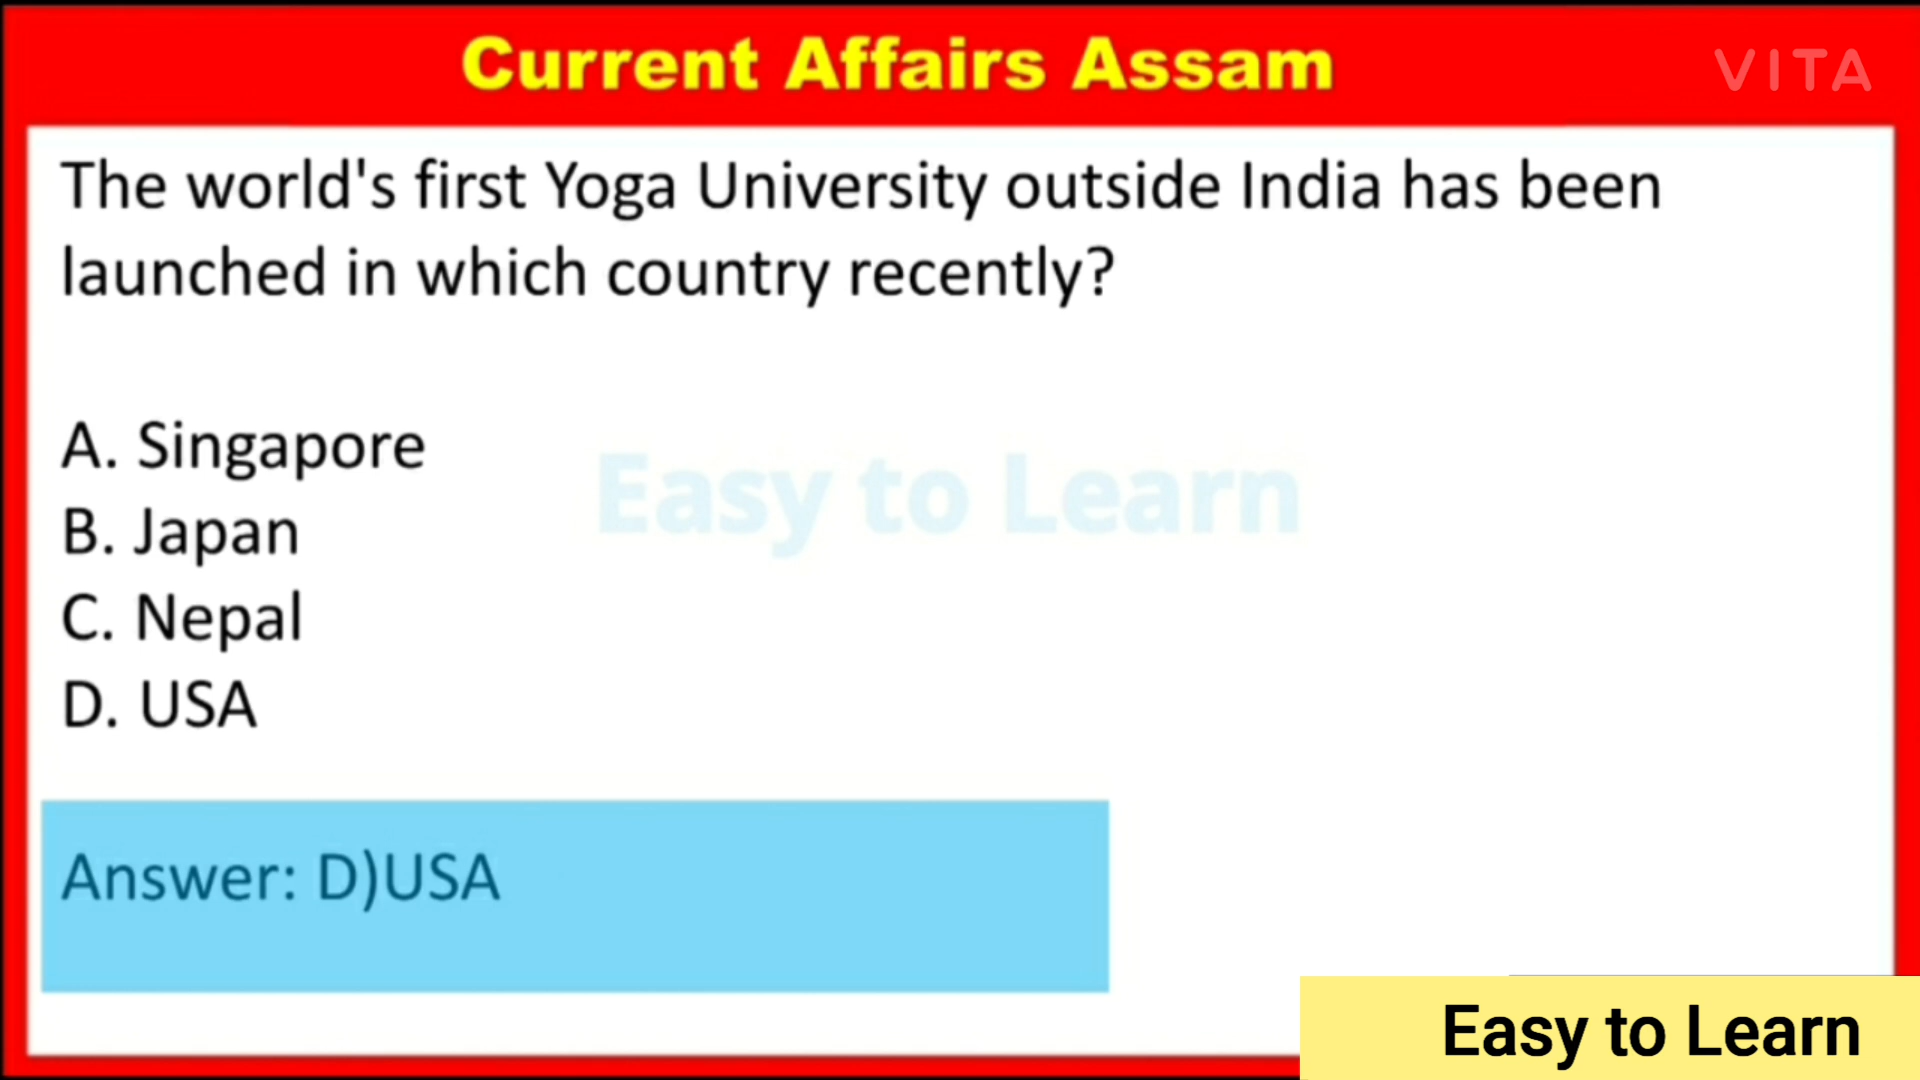 Current Affairs Assam
VITA
The world's first Yoga University outside India has been
launched in which country recently?
A. Singapore
Easy to Learn
B. Japan
C. Nepal
D. USA
Answer: D)USA
Easy to Learn